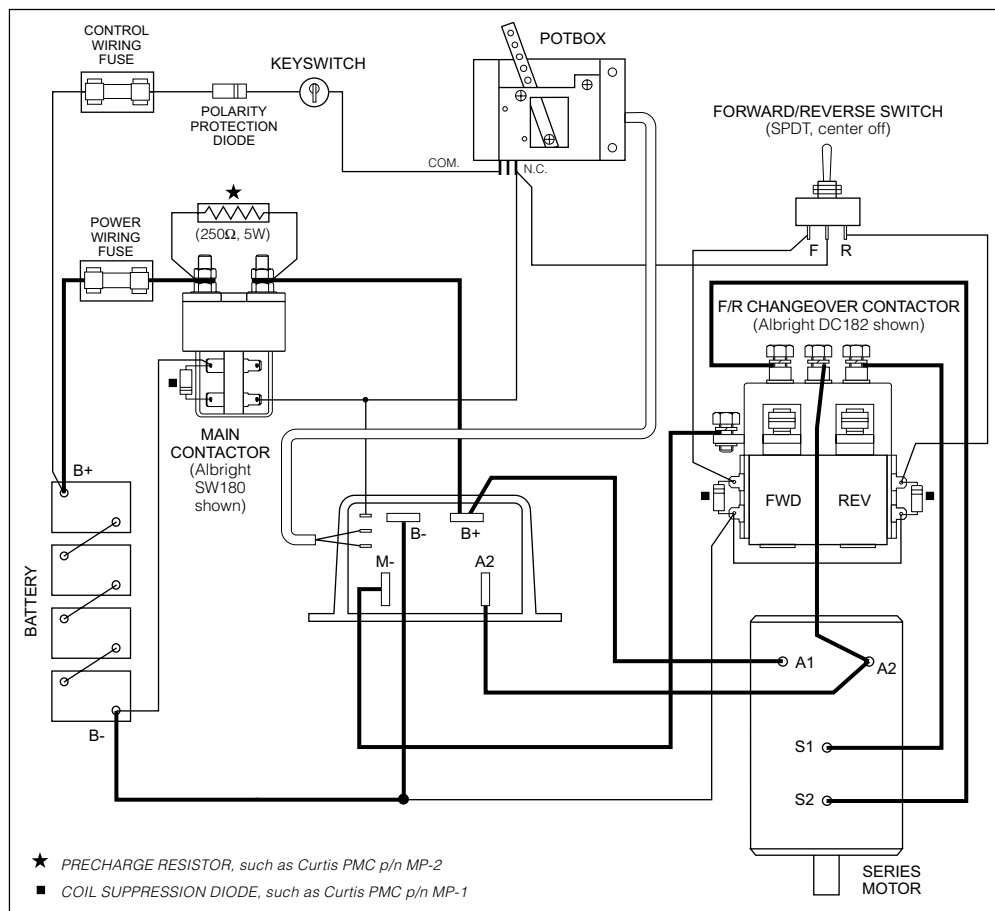 CONTROL
WIRING
FUSE
KEYSWITCH
POLARITY
PROTECTION
DIODE
POTBOX
COM.
N.C.
FORWARD/REVERSE SWITCH
(SPDT, center off)
F
R
★
(250Ω, 5W)
POWER
WIRING
FUSE
F/R CHANGEOVER CONTACTOR
(Albright DC182 shown)
MAIN
CONTACTOR
(Albright
SW180
shown)
FWD
REV
B+
BATTERY
B-
B-
B+
M-
A2
A1
A2
S1
S2
SERIES
MOTOR
★ PRECHARGE RESISTOR, such as Curtis PMC p/n MP-2
■ COIL SUPPRESSION DIODE, such as Curtis PMC p/n MP-1